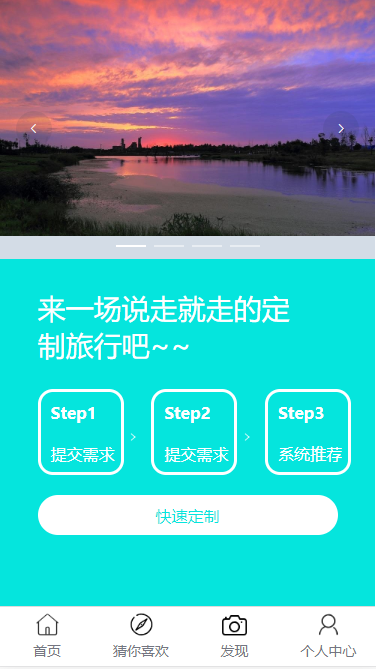 来一场说走就走的定
制旅行吧~~
Step1
提交需求
Step2
提交需求
Step3
系统推荐
快速定制
首页
猜你喜欢
发现
个人中心